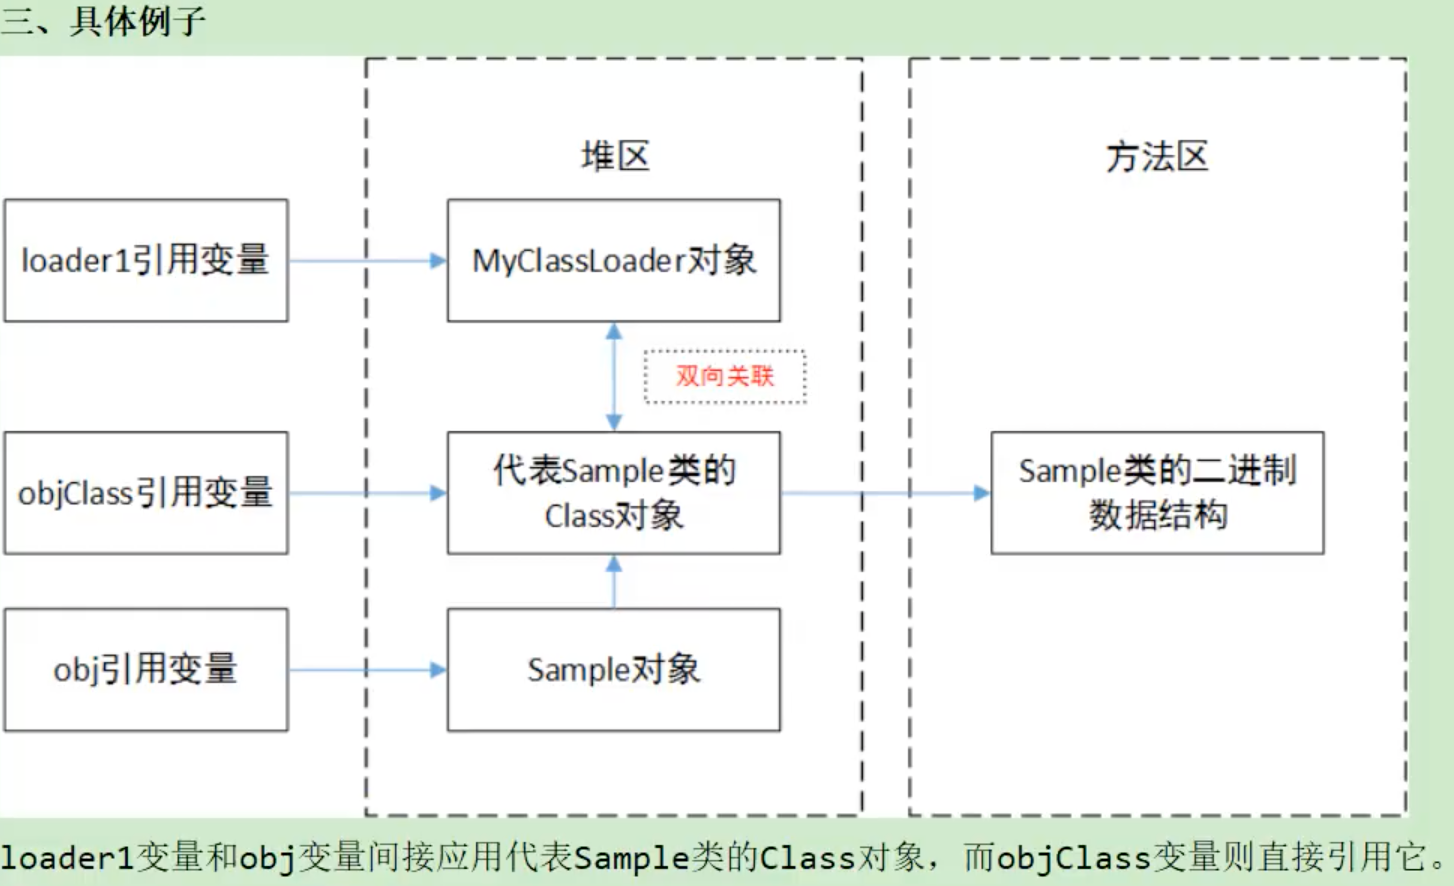 三、具体例子
堆区
方法区
loader1引用变量
MyClassLoader对象
双向关联
objClass引用变量
代表Sample类的
Class对象
Sample类的二进制
数据结构
obj引用变量
Sample对象
loader1变量和obj变量间接应用代表Sample类的Class对象，而objClass变量则直接引用它。